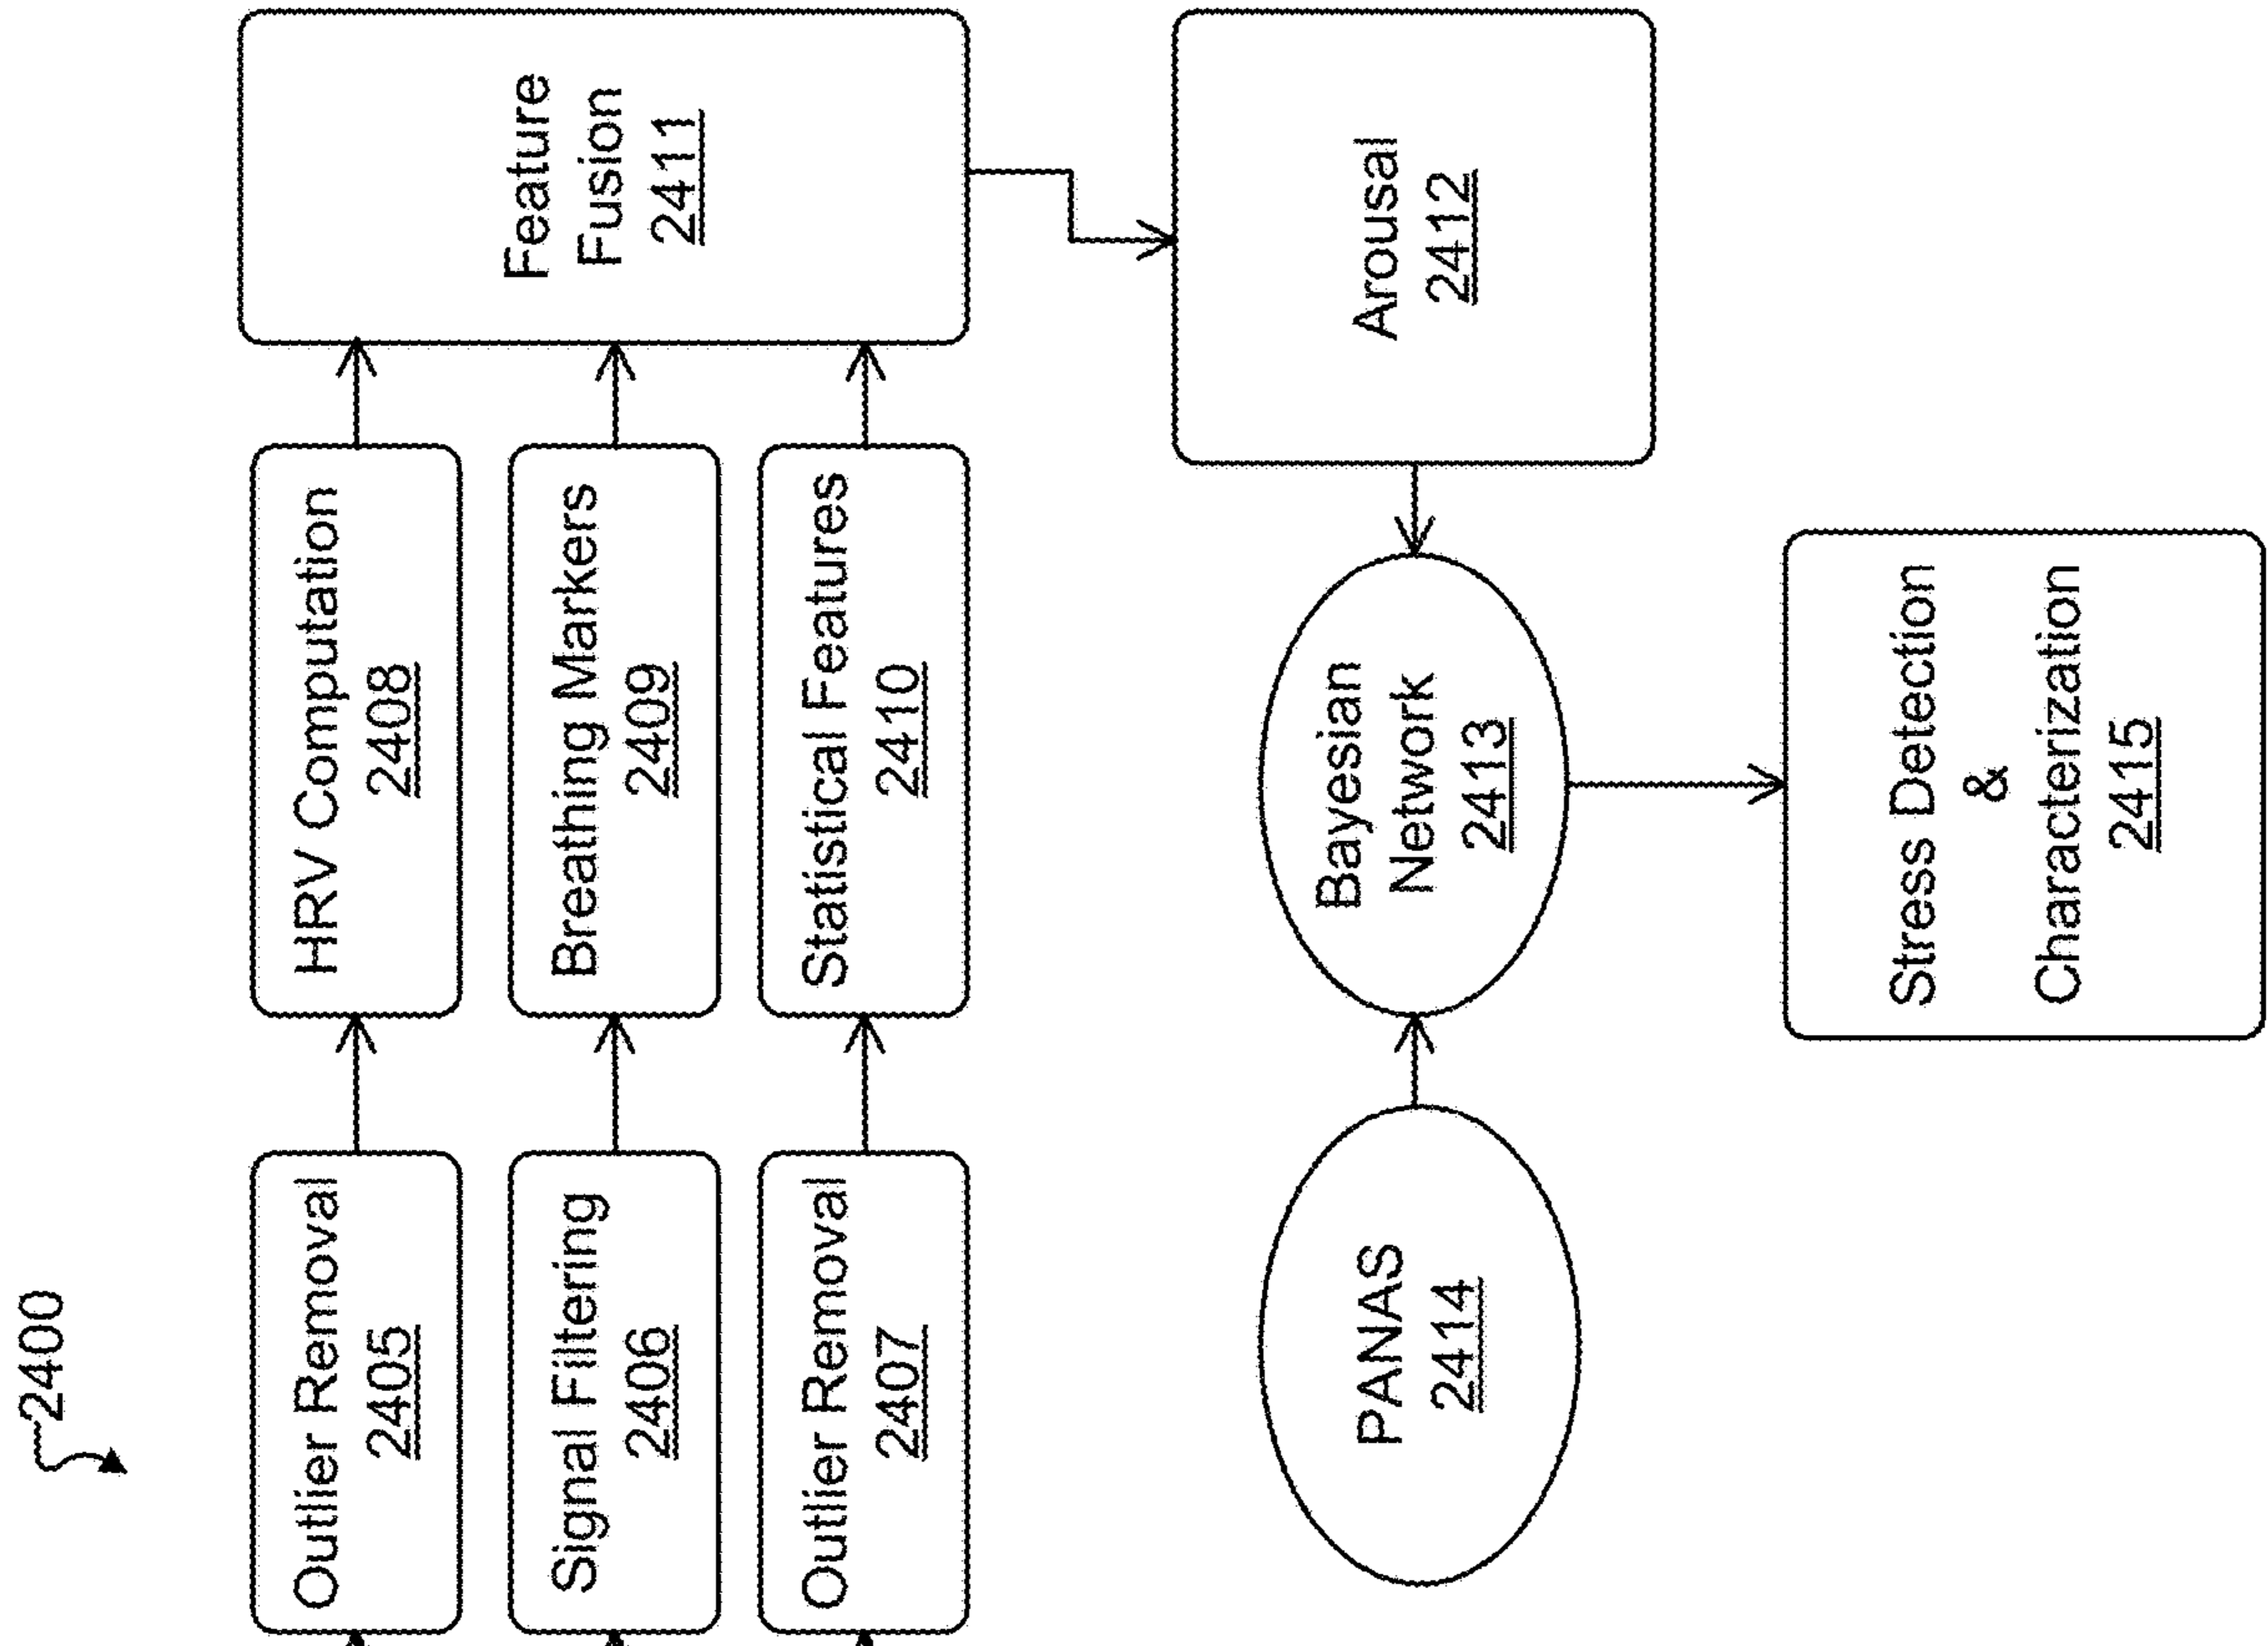 2400
Outlier Removal
2405
HRV Computation
2408
Signal Filtering
2406
Breathing Markers
2409
Outlier Removal
2407
Statistical Features
2410
Feature
Fusion
2411
PANAS
2414
Bayesian
Network
2413
Arousal
2412
Stress Detection
&
Characterization
2415